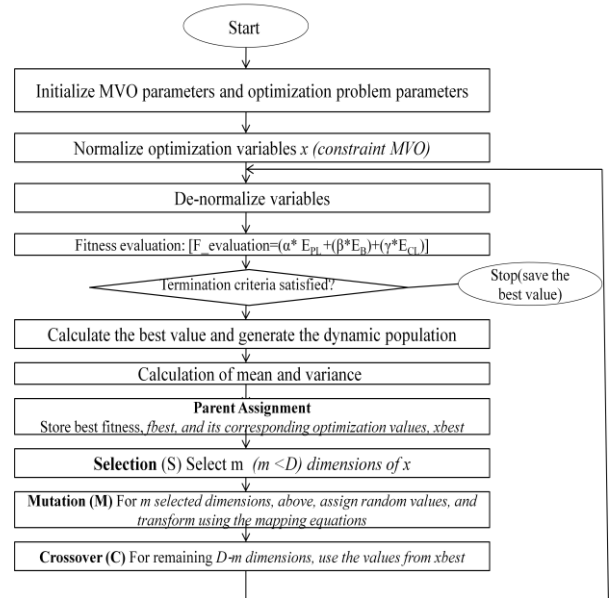 Start
Initialize MVO parameters and optimization problem parameters
Normalize optimization variables x (constraint MVO)
De-normalize variables
Fitness evaluation: [F_evaluation=(α* E_PL +(β*E_B)+(γ*E_CL)]
Termination criteria satisfied?
Stop(save the
best value)
Calculate the best value and generate the dynamic population
Calculation of mean and variance
Parent Assignment
Store best fitness, fbest, and its corresponding optimization values, xbest
Selection (S) Select m (m <D) dimensions of x
Mutation (M) For m selected dimensions, above, assign random values, and
transform using the mapping equations
Crossover (C) For remaining D-m dimensions, use the values from xbest